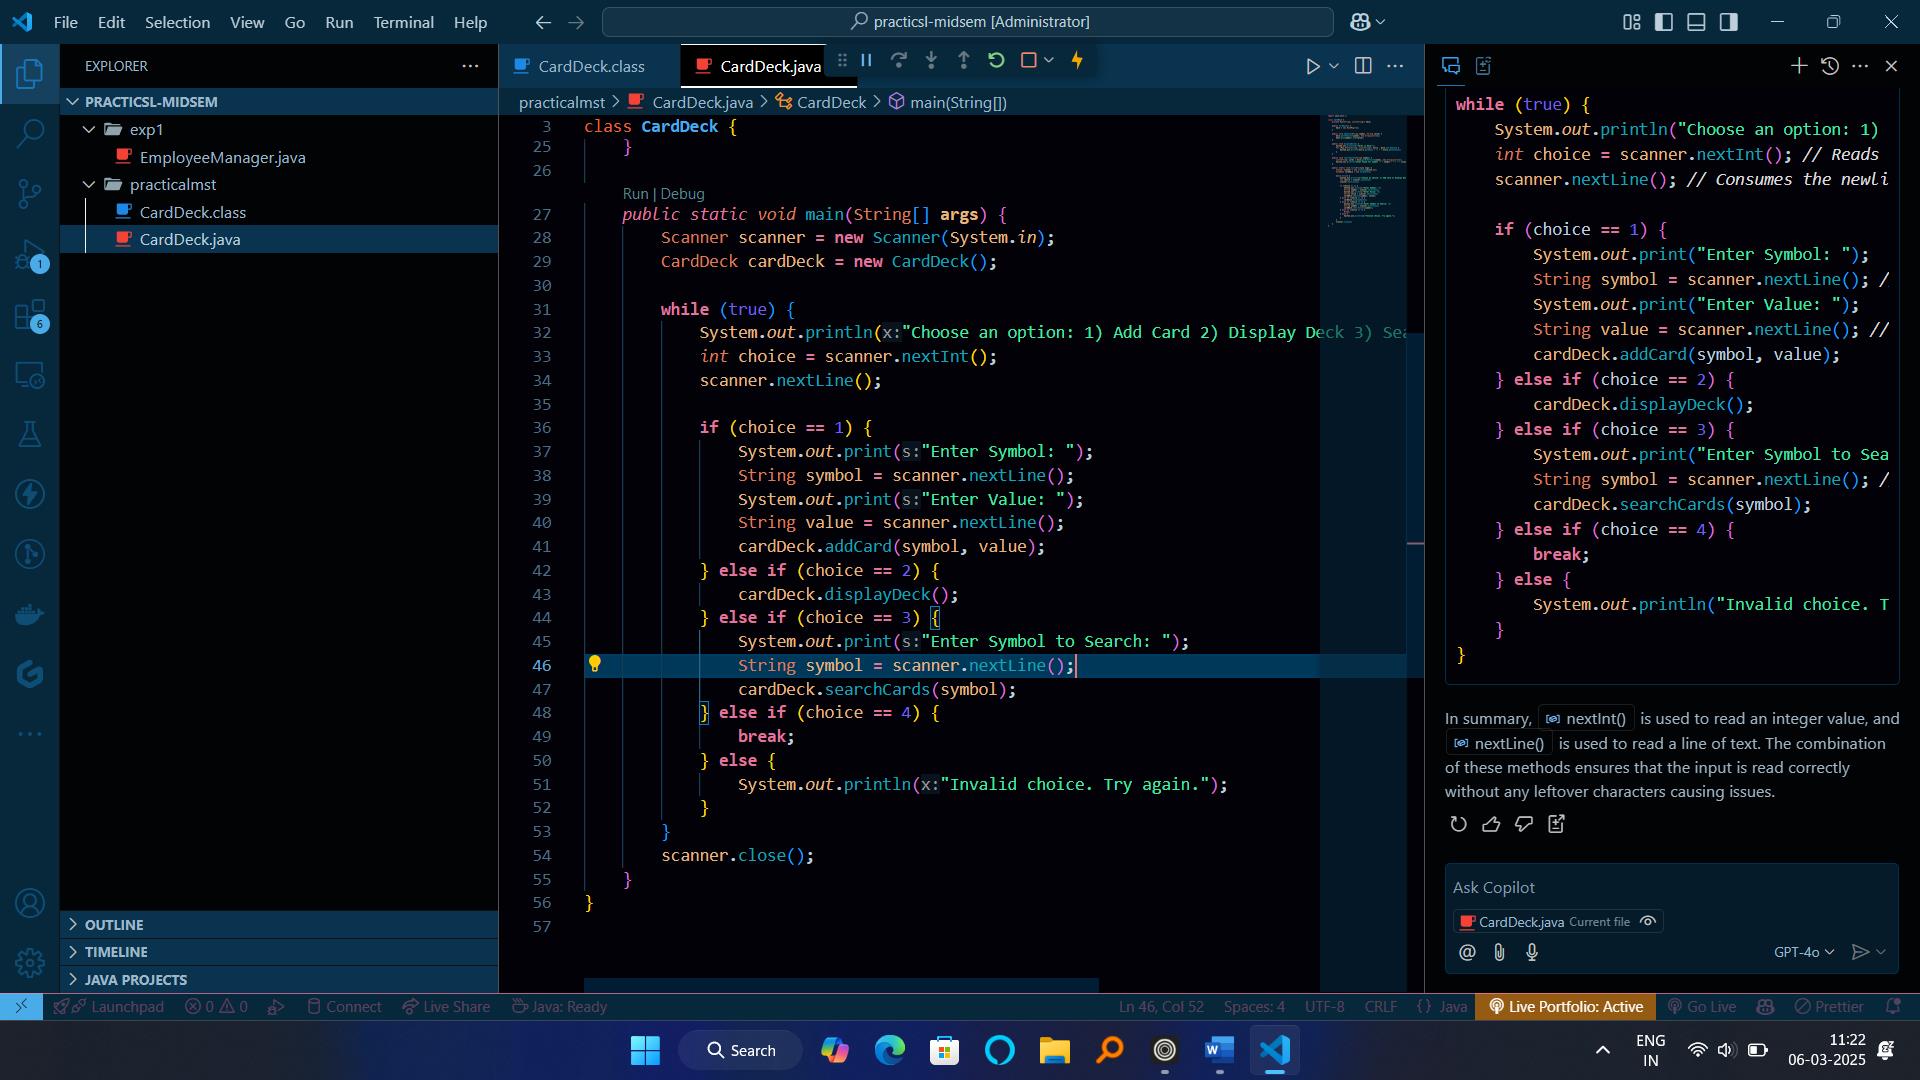 File Edit Selection View Go Run Terminal Help
practicsl-midsem [Administrator]
EXPLORER
PRACTICSL-MIDSEM
exp1
EmployeeManager.java
practicalmst
CardDeck.class
CardDeck.java
OUTLINE
TIMELINE
JAVA PROJECTS
1
6
CardDeck.class
CardDeck.java
practicalmst > CardDeck.java > CardDeck > main(String[])
3 class CardDeck {
25 }
26
Run | Debug
27 public static void main(String[] args) {
28 Scanner scanner = new Scanner(System.in);
29 CardDeck cardDeck = new CardDeck();
30
31 while (true) {
32 System.out.println(x:"Choose an option: 1) Add Card 2) Display Deck 3) Sea
33 int choice = scanner.nextInt();
34 scanner.nextLine();
35
36 if (choice == 1) {
37 System.out.print(s:"Enter Symbol: ");
38 String symbol = scanner.nextLine();
39 System.out.print(s:"Enter Value: ");
40 String value = scanner.nextLine();
41 cardDeck.addCard(symbol, value);
42 } else if (choice == 2) {
43 cardDeck.displayDeck();
44 } else if (choice == 3) {
45 System.out.print(s:"Enter Symbol to Search: ");
46 String symbol = scanner.nextLine();
47 cardDeck.searchCards(symbol);
48 } else if (choice == 4) {
49 break;
50 } else {
51 System.out.println(x:"Invalid choice. Try again.");
52 }
53 }
54 scanner.close();
55 }
56 }
57
while (true) {
System.out.println("Choose an option: 1)
int choice = scanner.nextInt(); // Reads
scanner.nextLine(); // Consumes the newli
if (choice == 1) {
System.out.print("Enter Symbol: ");
String symbol = scanner.nextLine(); /
System.out.print("Enter Value: ");
String value = scanner.nextLine(); //
cardDeck.addCard(symbol, value);
} else if (choice == 2) {
cardDeck.displayDeck();
} else if (choice == 3) {
System.out.print("Enter Symbol to Sea
String symbol = scanner.nextLine(); /
cardDeck.searchCards(symbol);
} else if (choice == 4) {
break;
} else {
System.out.println("Invalid choice. T
}
}
In summary, nextInt() is used to read an integer value, and
nextLine() is used to read a line of text. The combination
of these methods ensures that the input is read correctly
without any leftover characters causing issues.
Ask Copilot
CardDeck.java Current file
GPT-4o
Launchpad 0 0 Connect Live Share Java: Ready Ln 46, Col 52 Spaces: 4 UTF-8 CRLF {} Java Live Portfolio: Active Go Live Prettier
Search
ENG
IN
11:22
06-03-2025